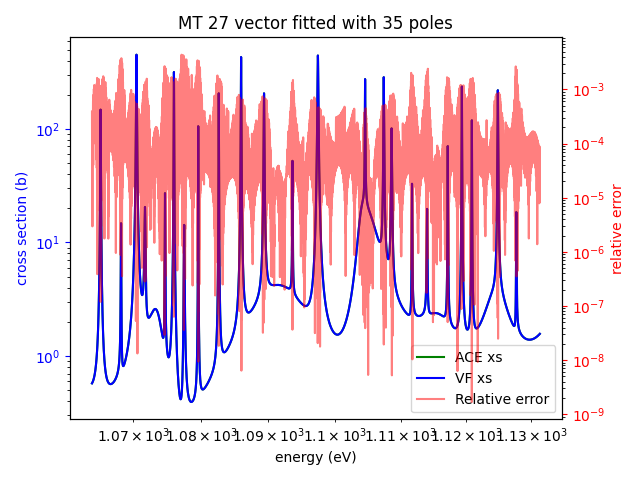 MT 27 vector fitted with 35 poles
cross section (b)
10²
10¹
10⁰
10⁻³
10⁻⁴
10⁻⁵
10⁻⁶
10⁻⁷
10⁻⁸
10⁻⁹
relative error
ACE xs
VF xs
Relative error
1.07 × 10³ 1.08 × 10³ 1.09 × 10³ 1.1 × 10³ 1.11 × 10³ 1.12 × 10³ 1.13 × 10³
energy (eV)